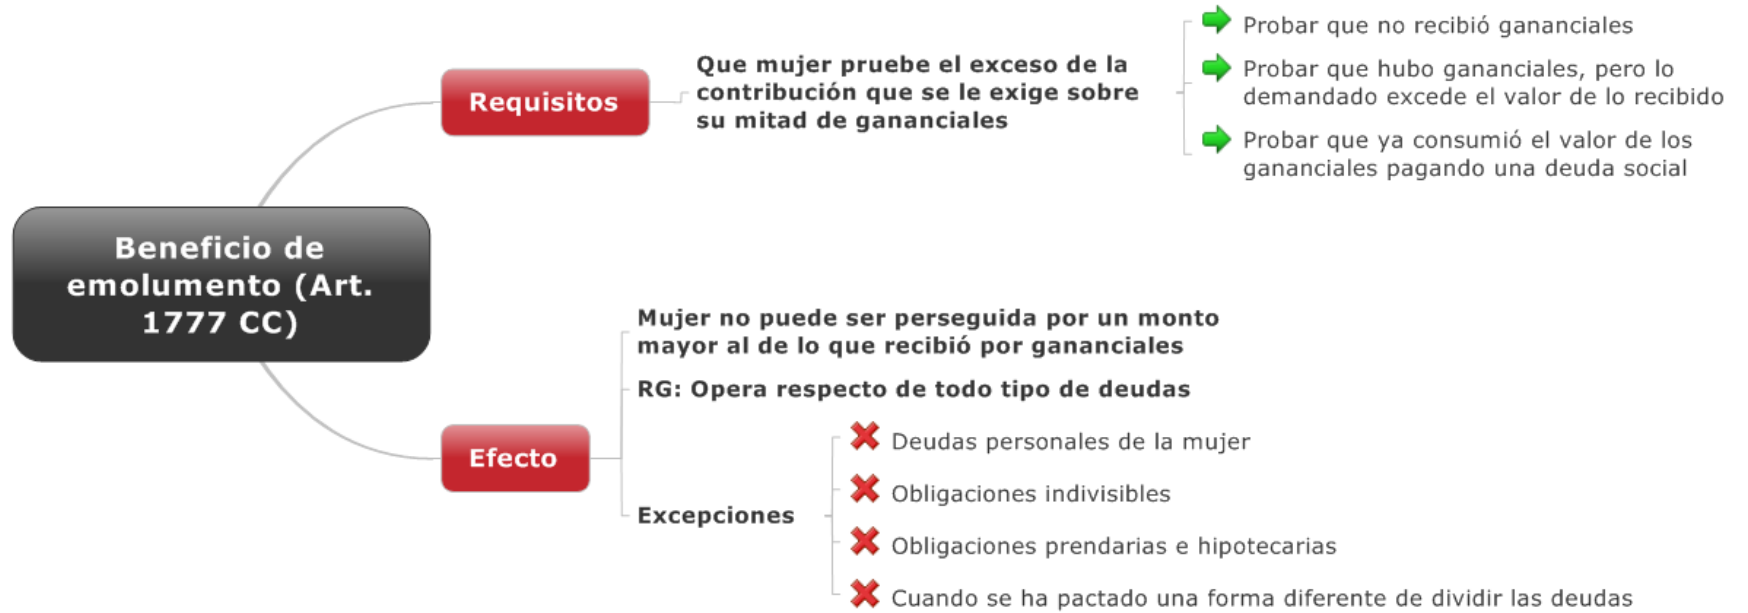 Beneficio de
emolumento (Art.
1777 CC)
Requisitos
Que mujer pruebe el exceso de la
contribución que se le exige sobre
su mitad de gananciales
Probar que no recibió gananciales
Probar que hubo gananciales, pero lo
demandado excede el valor de lo recibido
Probar que ya consumió el valor de los
gananciales pagando una deuda social
Efecto
Mujer no puede ser perseguida por un monto
mayor al de lo que recibió por gananciales
RG: Opera respecto de todo tipo de deudas
Excepciones
Deudas personales de la mujer
Obligaciones indivisibles
Obligaciones prendarias e hipotecarias
Cuando se ha pactado una forma diferente de dividir las deudas